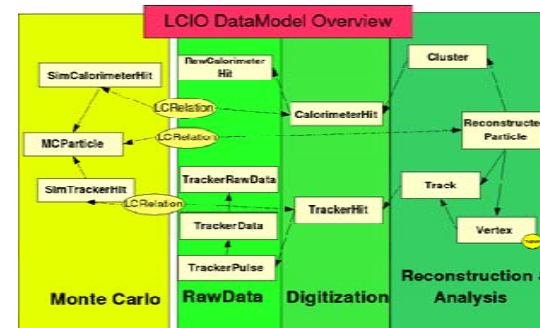 LCIO DataModel Overview
SimCalorimeterHit
RawCalorimeter
Hit
Cluster
LCRelation
CalorimeterHit
MCParticle
LCRelation
Reconstructed
Particle
SimTrackerHit
TrackerRawData
Track
LCRelation
TrackerHit
TrackerData
Vertex
TrackerPulse
Monte Carlo
RawData
Digitization
Reconstruction &
Analysis